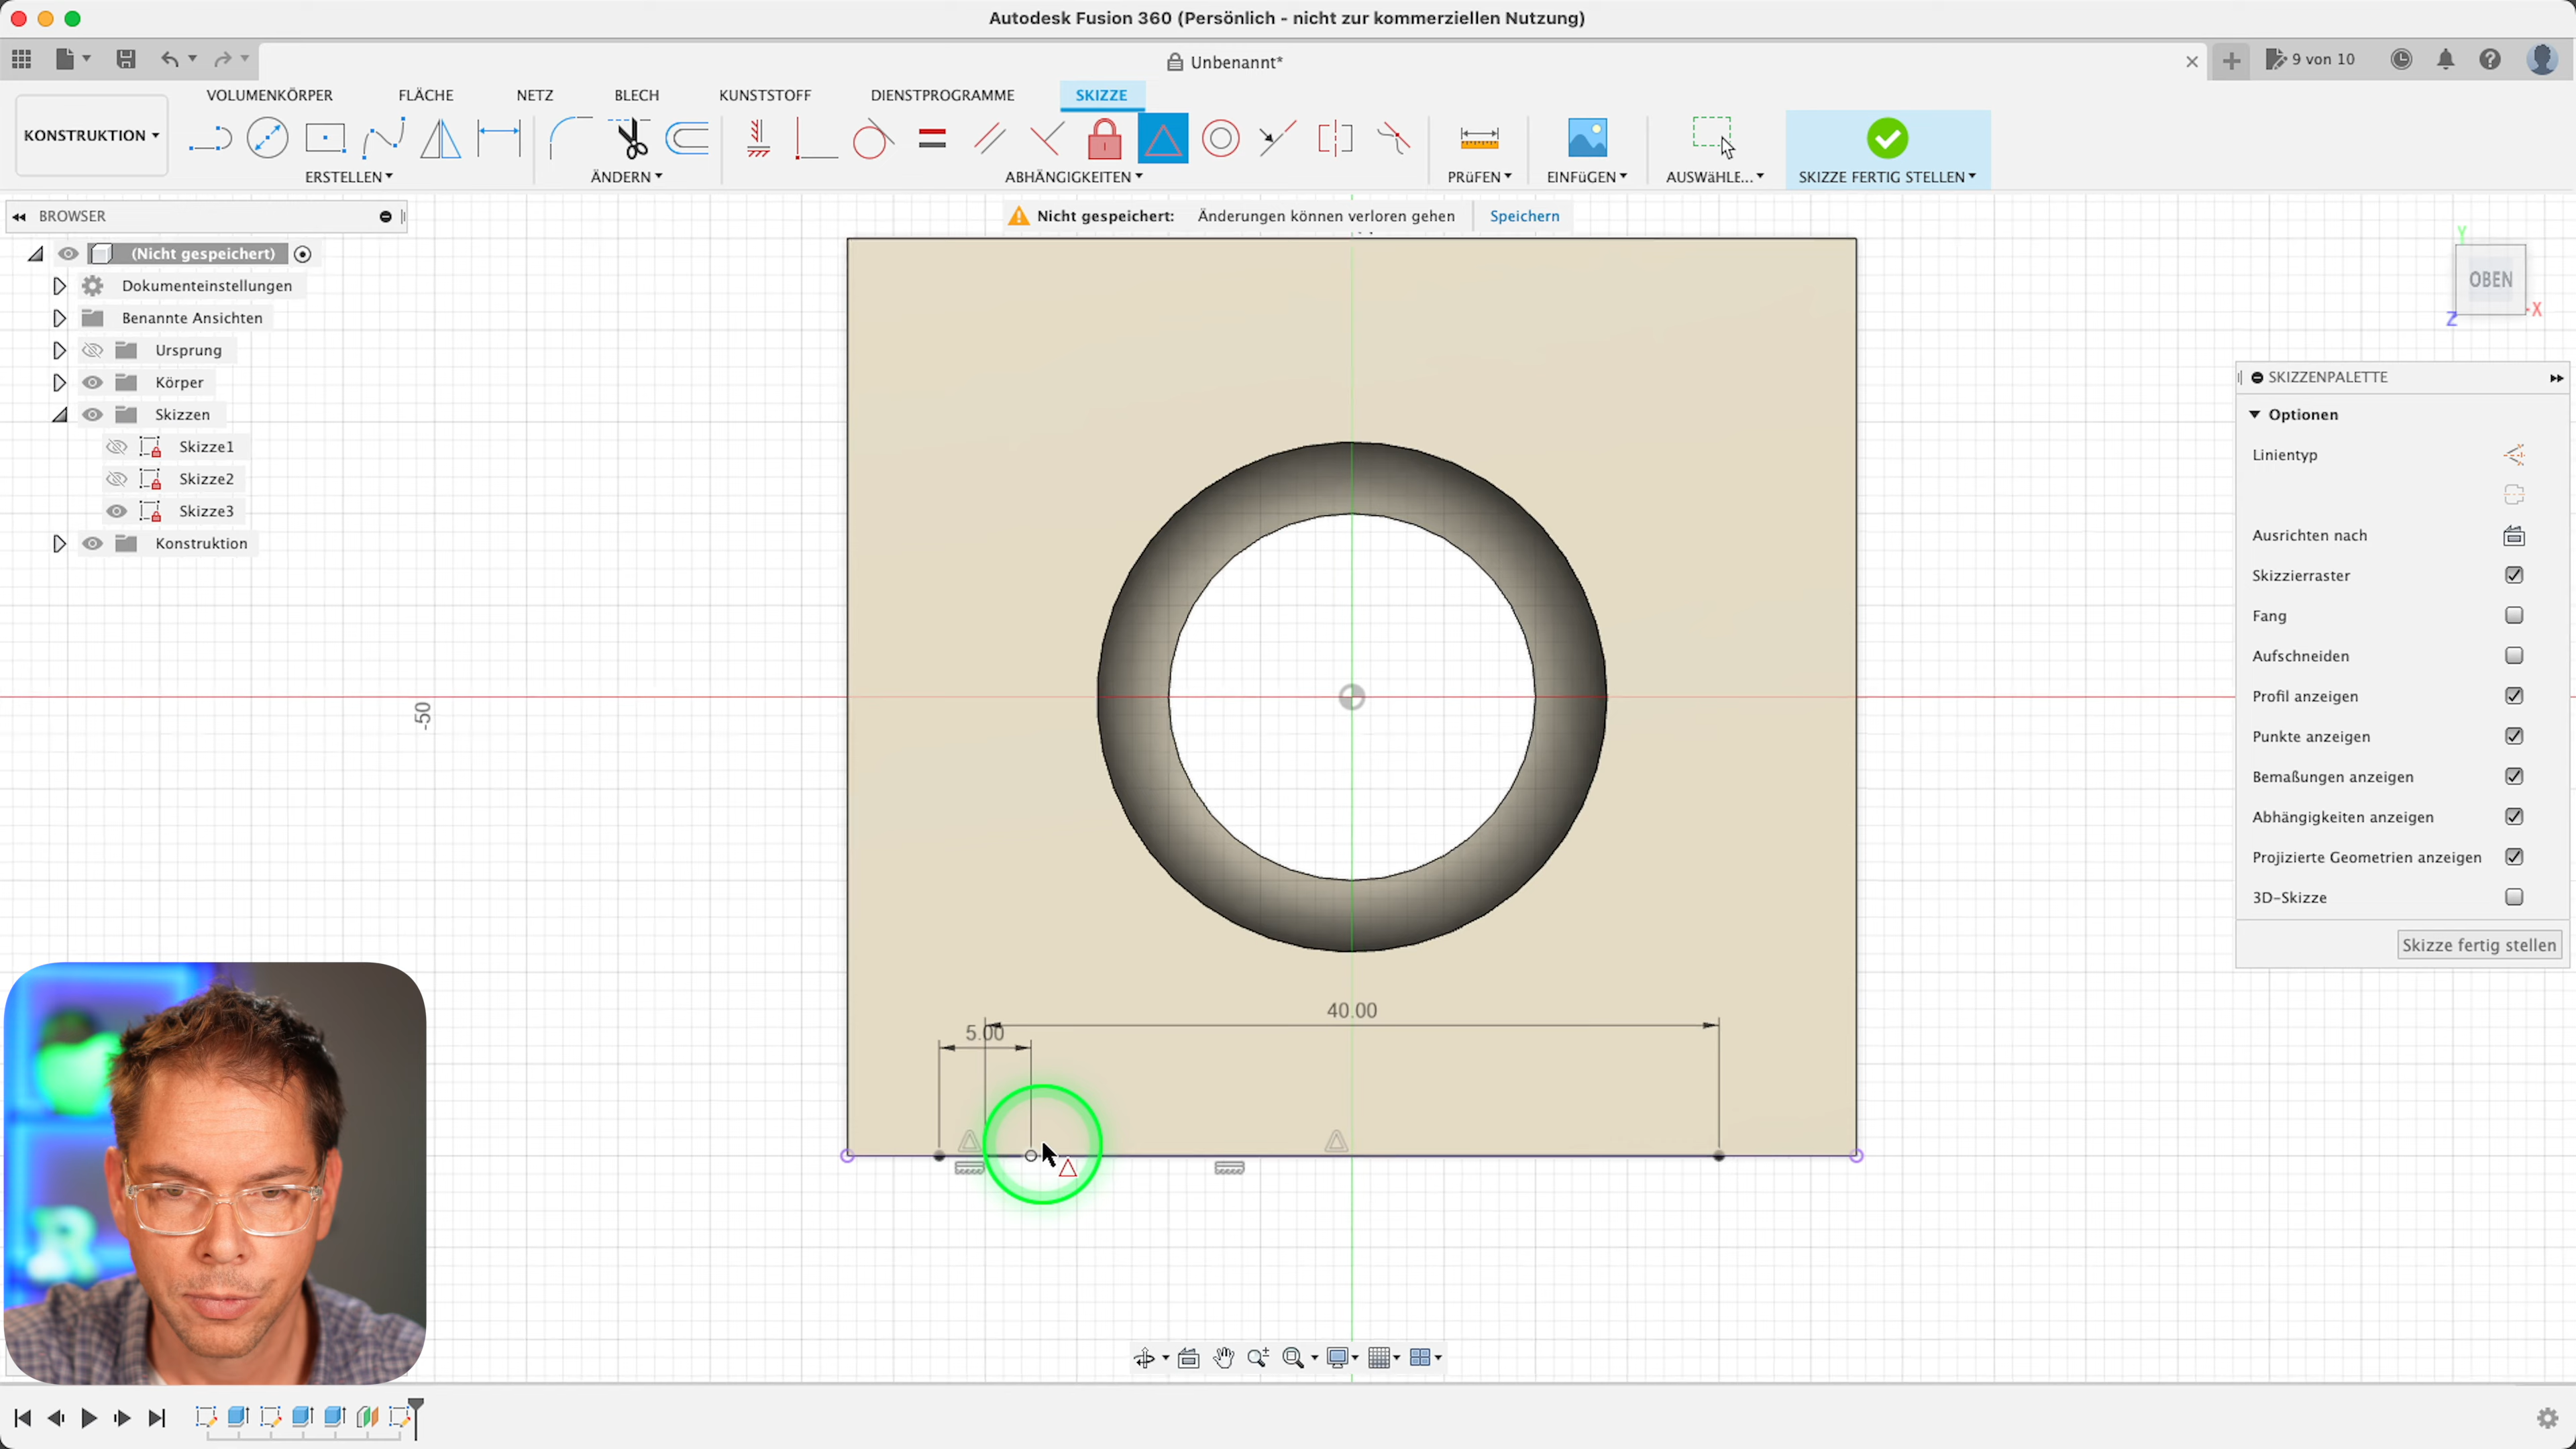 Autodesk Fusion 360 (Persönlich - nicht zur kommerziellen Nutzung)
Unbenannt*
9 von 10
VOLUMENKÖRPER FLÄCHE NETZ BLECH KUNSTSTOFF DIENSTPROGRAMME SKIZZE
KONSTRUKTION
ERSTELLEN ÄNDERN ABHÄNGIGKEITEN PRüFEN EINFüGEN AUSWäHLE... SKIZZE FERTIG STELLEN
BROWSER
Nicht gespeichert: Änderungen können verloren gehen Speichern
(Nicht gespeichert)
Dokumenteinstellungen
Benannte Ansichten
Ursprung
Körper
Skizzen
Skizze1
Skizze2
Skizze3
Konstruktion
Y
OBEN
X
Z
SKIZZENPALETTE
Optionen
Linientyp
Ausrichten nach
Skizzierraster
Fang
Aufschneiden
Profil anzeigen
Punkte anzeigen
Bemaßungen anzeigen
Abhängigkeiten anzeigen
Projizierte Geometrien anzeigen
3D-Skizze
Skizze fertig stellen
-50
40.00
5.00